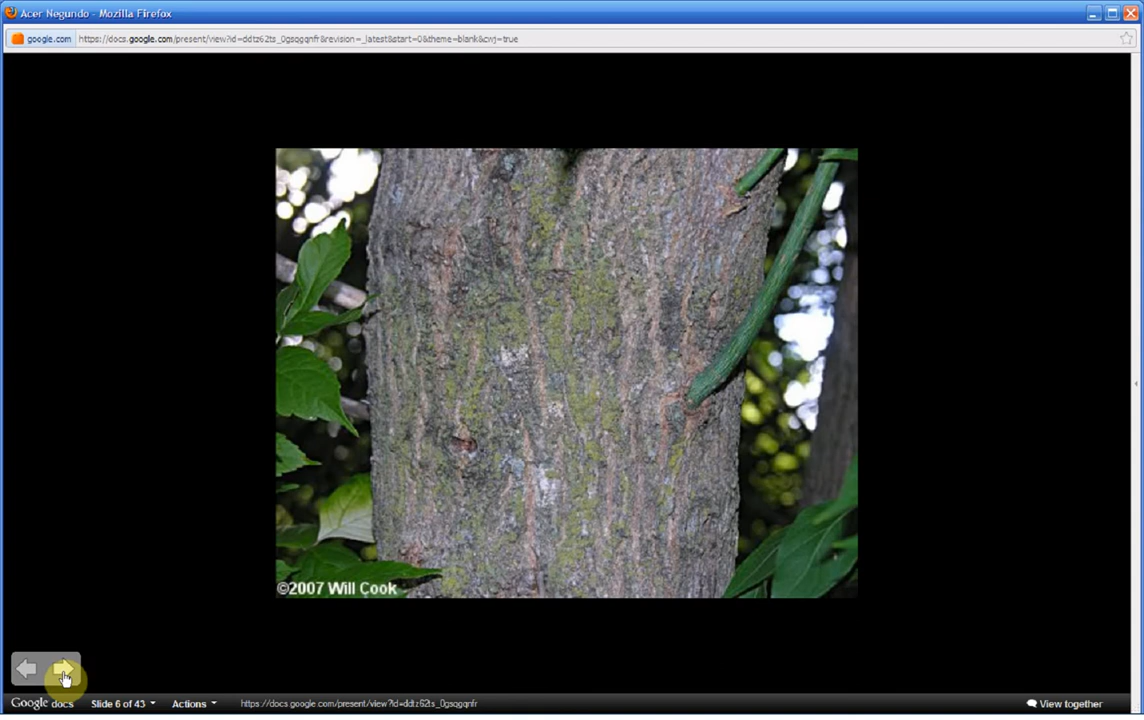 Acer Negundo - Mozilla Firefox
google.com https://docs.google.com/present/view?id=ddtz62ts_0gsqgqnfr&revision=_latest&start=0&theme=blank&cwj=true
©2007 Will Cook
Google docs Slide 6 of 43 Actions https://docs.google.com/present/view?id=ddtz62ts_0gsqgqnfr View together